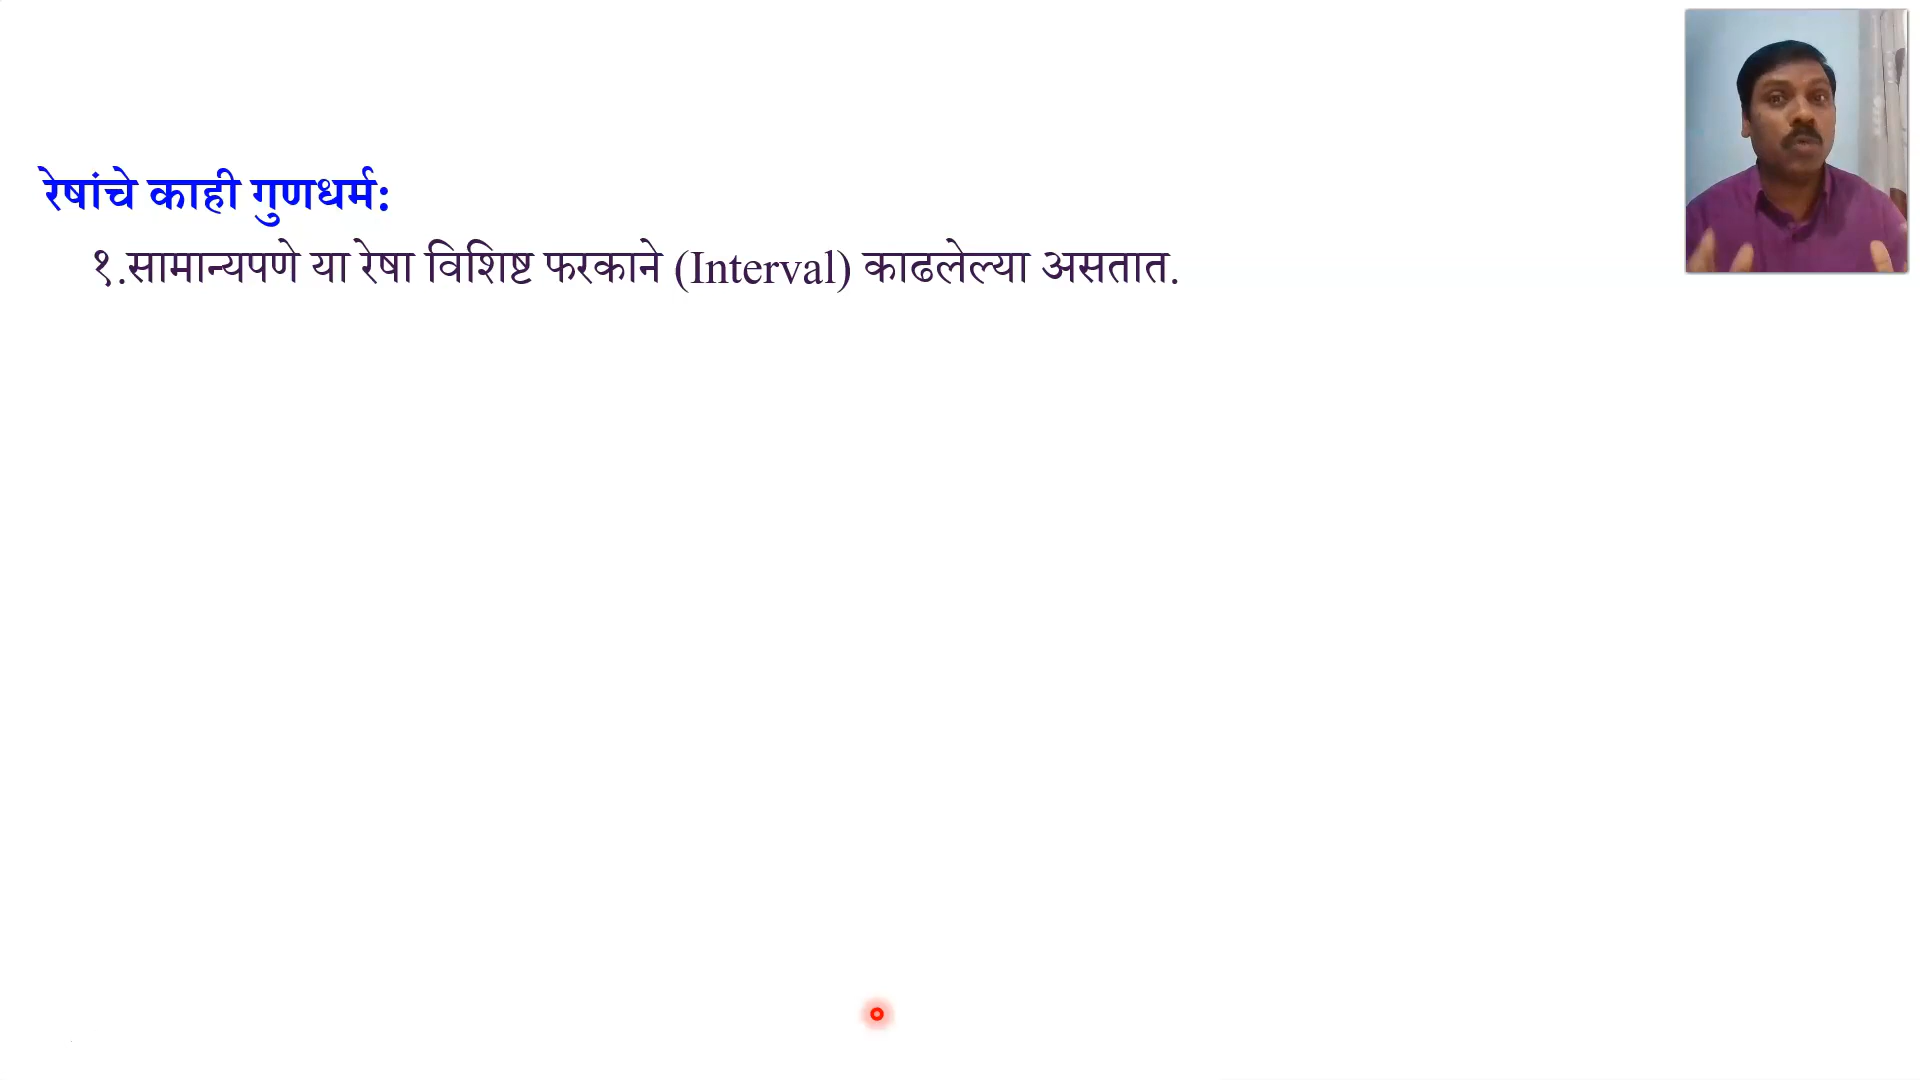 रेषांचे काही गुणधर्म:
१.सामान्यपणे या रेषा विशिष्ट फरकाने (Interval) काढलेल्या असतात.